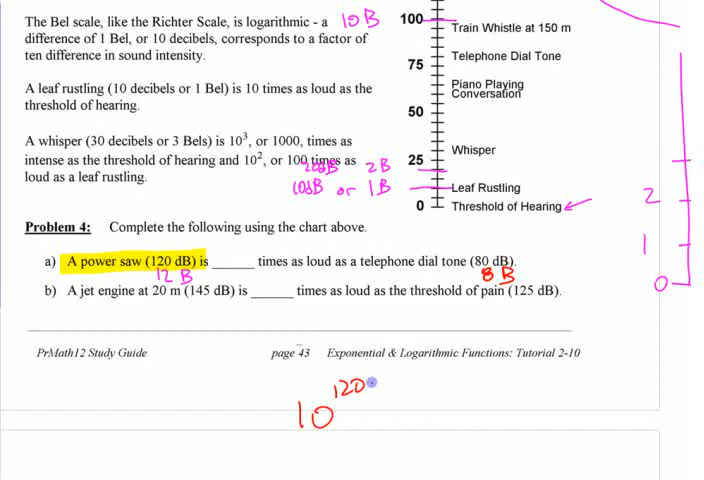 The Bel scale, like the Richter Scale, is logarithmic - a 10 B
difference of 1 Bel, or 10 decibels, corresponds to a factor of
ten difference in sound intensity.
A leaf rustling (10 decibels or 1 Bel) is 10 times as loud as the
threshold of hearing.
A whisper (30 decibels or 3 Bels) is 10³, or 1000, times as
intense as the threshold of hearing and 10², or 100 times as
loud as a leaf rustling.
20dB 2B
10dB or 1B
100
Train Whistle at 150 m
Telephone Dial Tone
75
Piano Playing
Conversation
50
Whisper
25
Leaf Rustling
0
Threshold of Hearing
2
1
0
Problem 4: Complete the following using the chart above.
a) A power saw (120 dB) is ______ times as loud as a telephone dial tone (80 dB).
12 B
8 B
b) A jet engine at 20 m (145 dB) is ______ times as loud as the threshold of pain (125 dB).
PrMath12 Study Guide
page 43
Exponential & Logarithmic Functions: Tutorial 2-10
10¹²⁰